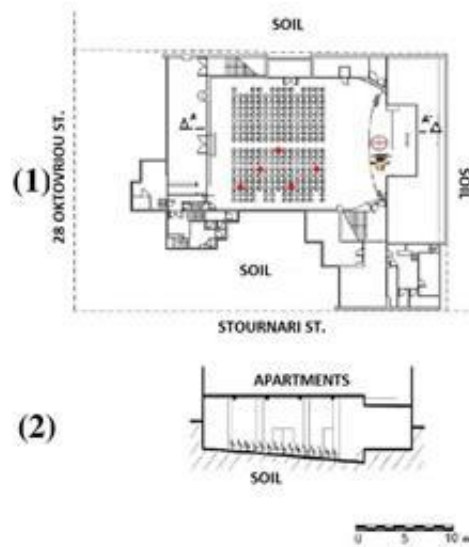 SOIL
28 OKTOVRIOU ST.
(1)
A
A'
SOIL
SOIL
STOURNARI ST.
APARTMENTS
(2)
SOIL
0 5 10 m